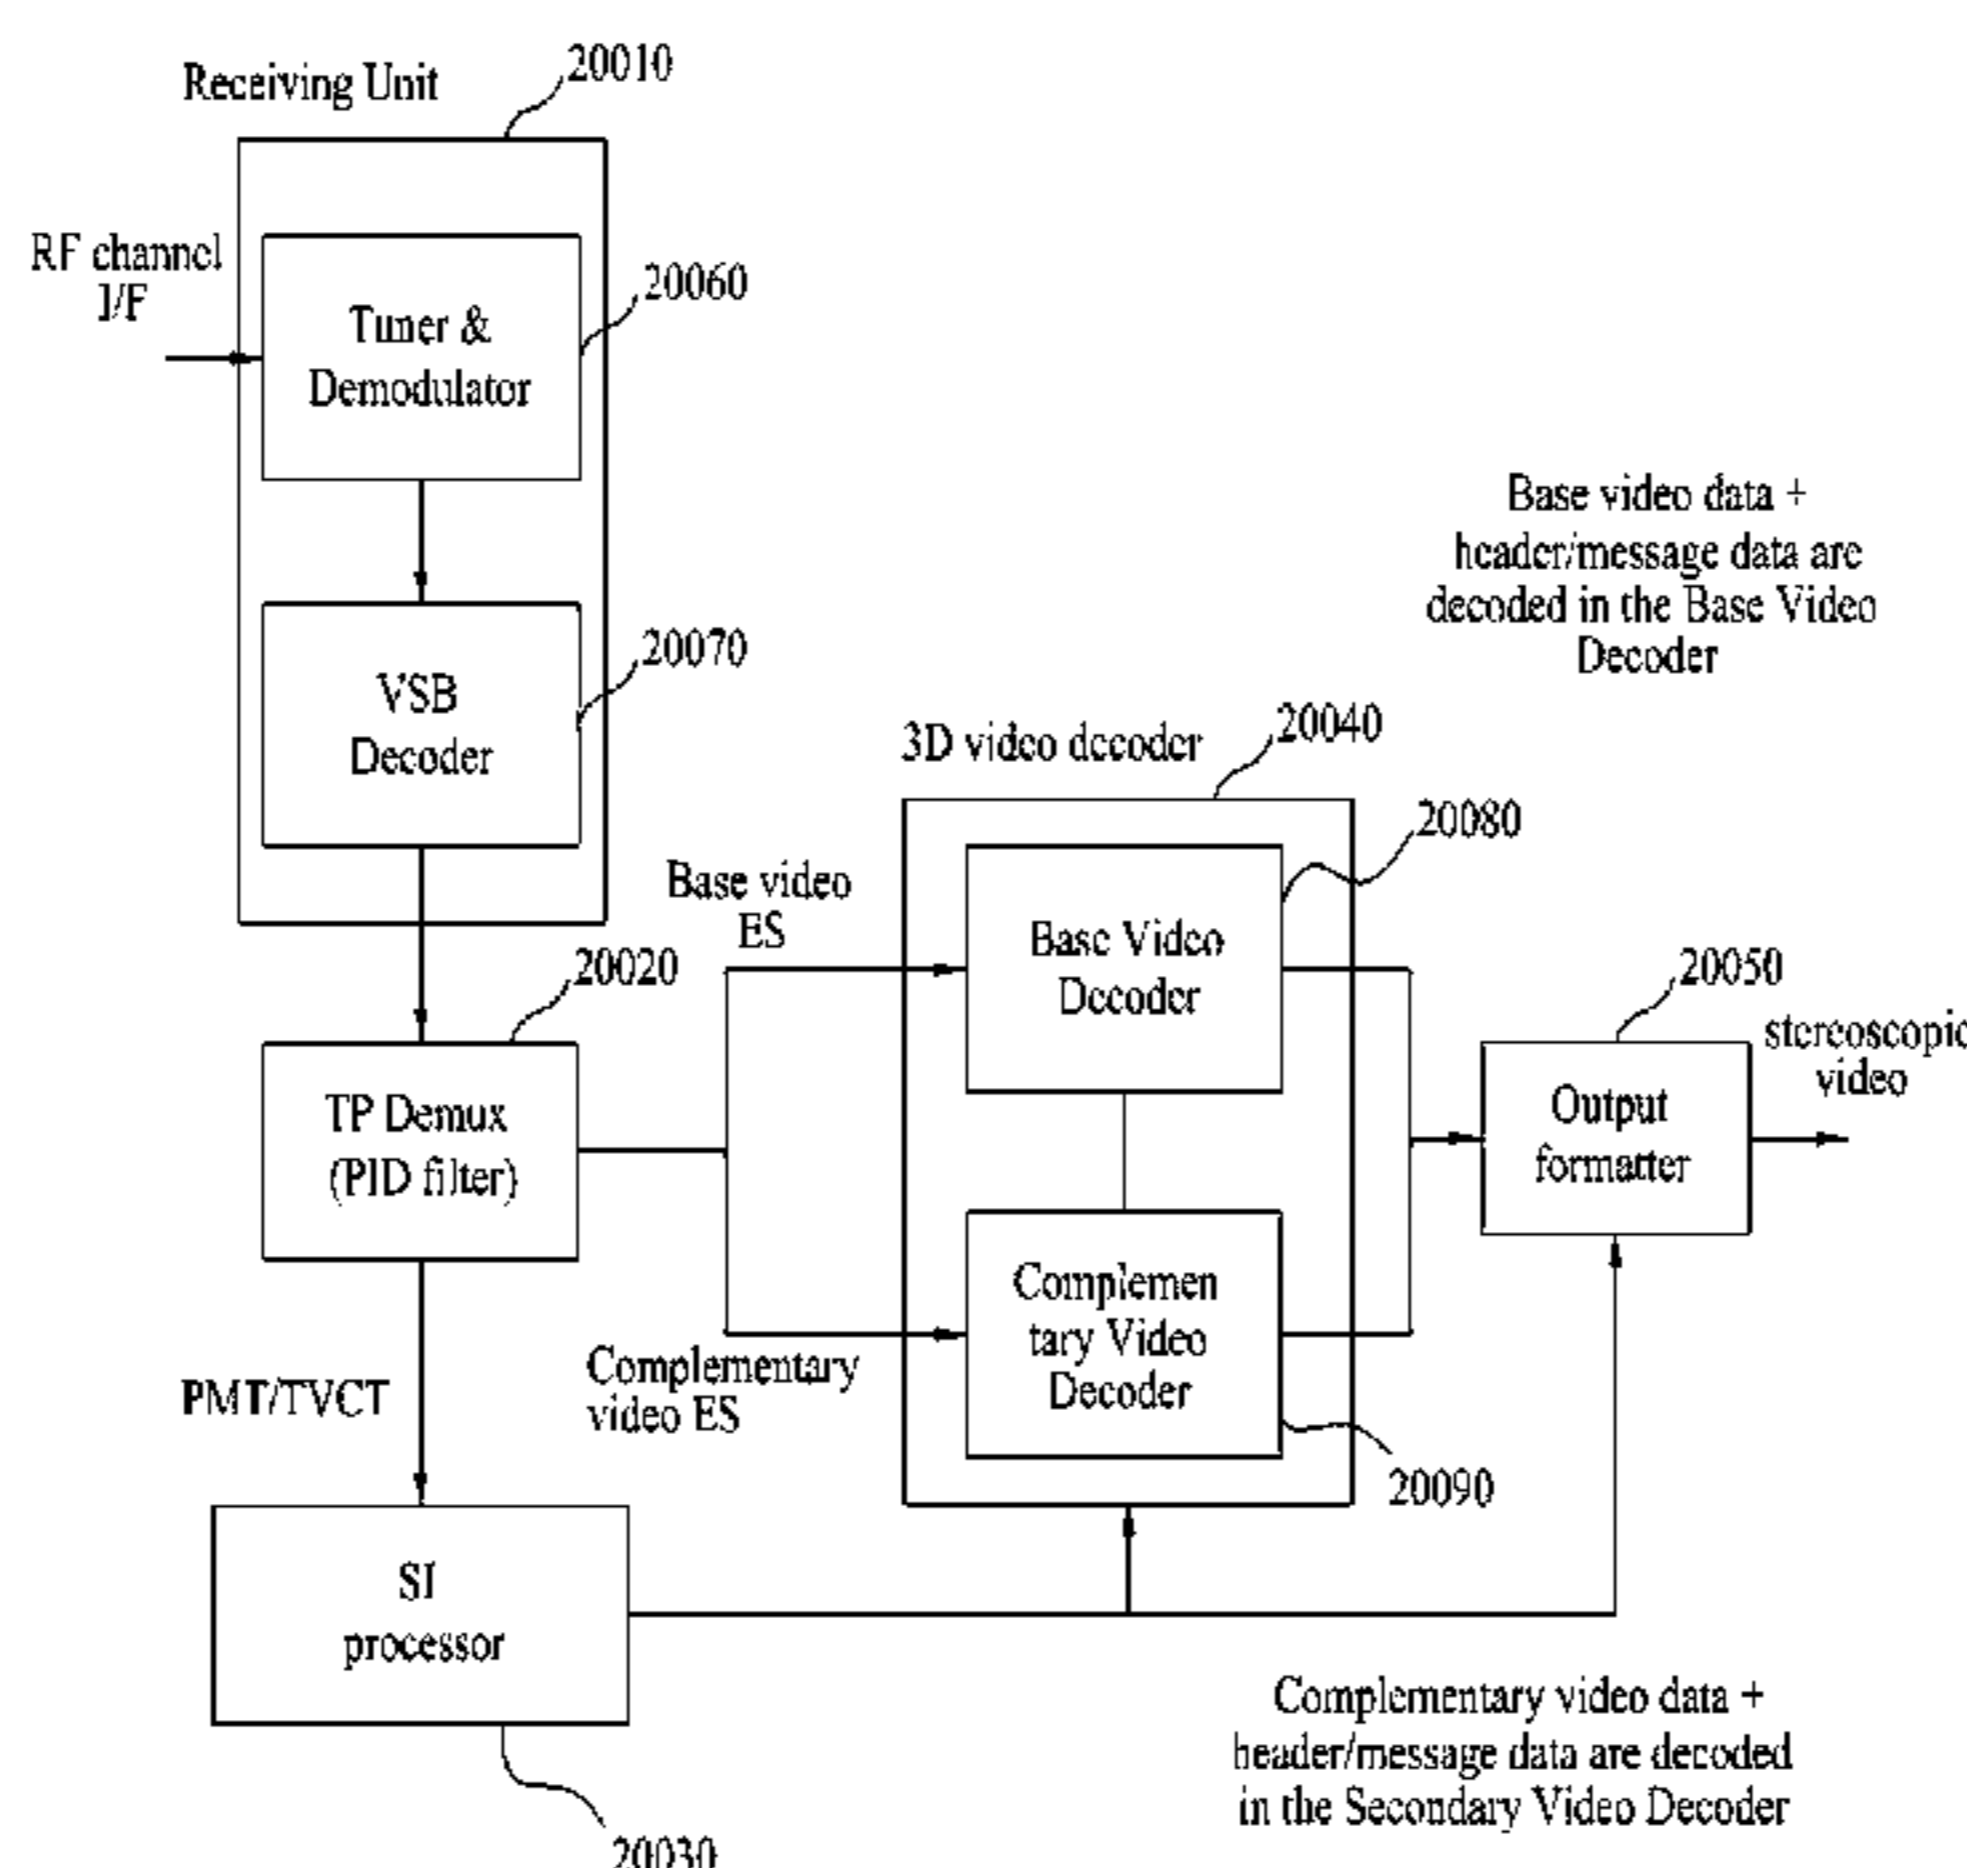 Receiving Unit
20010
RF channel
I/F
Tuner &
Demodulator
20060
VSB
Decoder
20070
Base video data +
header/message data are
decoded in the Base Video
Decoder
3D video decoder
20040
20080
Base video
ES
Base Video
Decoder
20020
TP Demux
(PID filter)
20050
stereoscopic
video
Output
formatter
Complementary
video ES
Complemen
tary Video
Decoder
20090
PMT/TVCT
SI
processor
20030
Complementary video data +
header/message data are decoded
in the Secondary Video Decoder